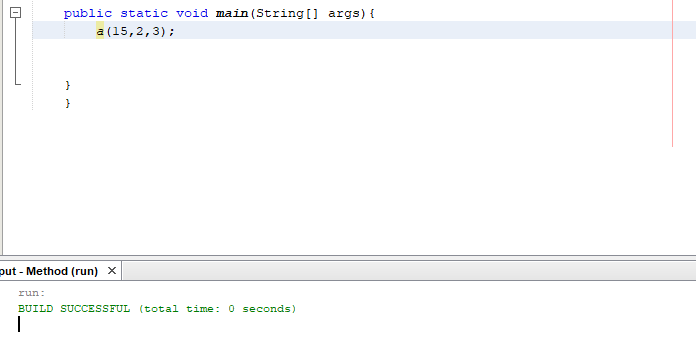 public static void main(String[] args){
a(15,2,3);
}
}
put - Method (run) ×
run:
BUILD SUCCESSFUL (total time: 0 seconds)